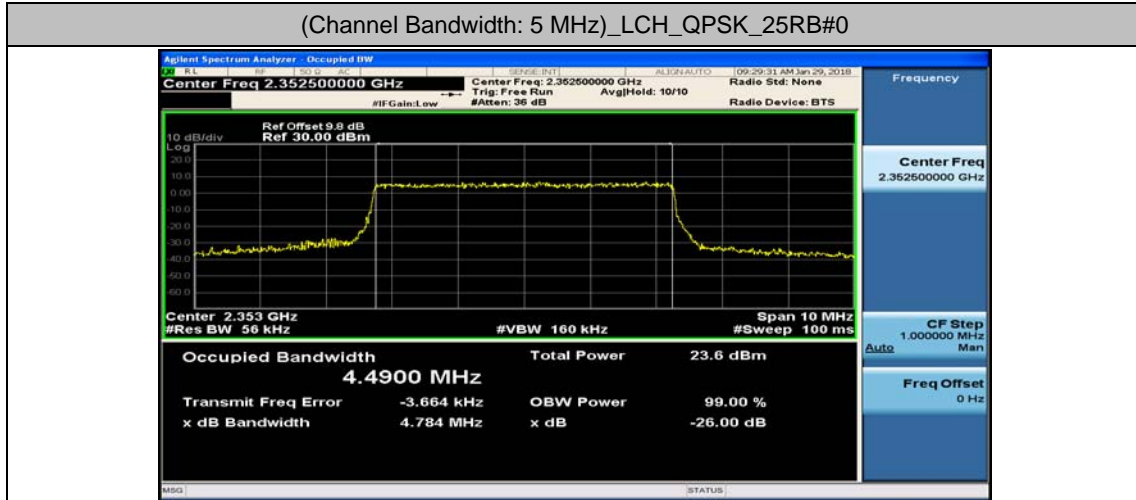 (Channel Bandwidth: 5 MHz)_LCH_QPSK_25RB#0
Agilent Spectrum Analyzer - Occupied BW
RL RF 50 Ω AC SENSE:INT ALIGN AUTO 09:29:31 AM Jan 29, 2018
Center Freq 2.352500000 GHz
Center Freq: 2.352500000 GHz
Radio Std: None
Trig: Free Run Avg|Hold: 10/10
#IFGain:Low #Atten: 36 dB Radio Device: BTS
Ref Offset 9.8 dB
10 dB/div Ref 30.00 dBm
Log
20.0
10.0
0.00
-10.0
-20.0
-30.0
-40.0
-50.0
-60.0
Center 2.353 GHz Span 10 MHz
#Res BW 56 kHz #VBW 160 kHz #Sweep 100 ms
Occupied Bandwidth Total Power 23.6 dBm
4.4900 MHz
Transmit Freq Error -3.664 kHz OBW Power 99.00 %
x dB Bandwidth 4.784 MHz x dB -26.00 dB
MSG STATUS
Frequency
Center Freq
2.352500000 GHz
CF Step
1.000000 MHz
Auto Man
Freq Offset
0 Hz